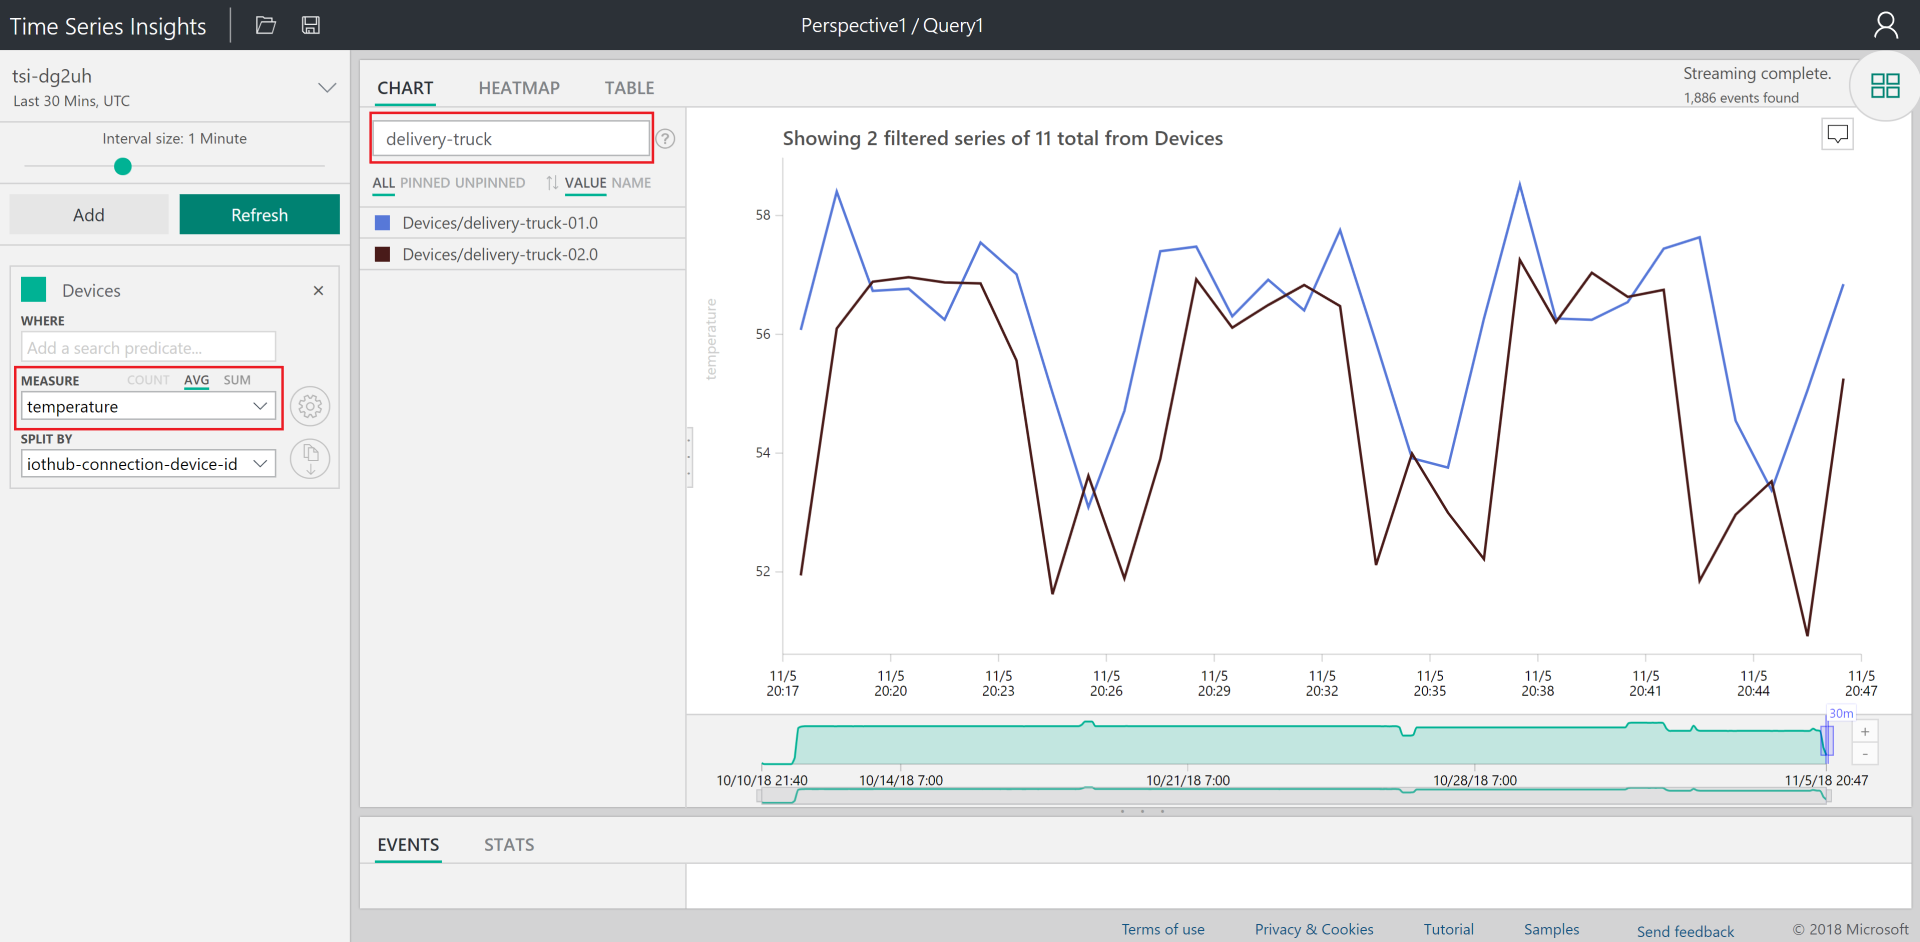 Time Series Insights
Perspective1 / Query1
tsi-dg2uh
Last 30 Mins, UTC
Interval size: 1 Minute
Add
Refresh
Devices
WHERE
Add a search predicate...
MEASURE COUNT AVG SUM
temperature
SPLIT BY
iothub-connection-device-id
CHART HEATMAP TABLE
Streaming complete.
1,886 events found
delivery-truck
?
ALL PINNED UNPINNED VALUE NAME
Devices/delivery-truck-01.0
Devices/delivery-truck-02.0
Showing 2 filtered series of 11 total from Devices
temperature
58
56
54
52
11/5 11/5 11/5 11/5 11/5 11/5 11/5 11/5 11/5 11/5 11/5
20:17 20:20 20:23 20:26 20:29 20:32 20:35 20:38 20:41 20:44 20:47
30m
+
-
10/10/18 21:40 10/14/18 7:00 10/21/18 7:00 10/28/18 7:00 11/5/18 20:47
EVENTS STATS
Terms of use Privacy & Cookies Tutorial Samples Send feedback © 2018 Microsoft